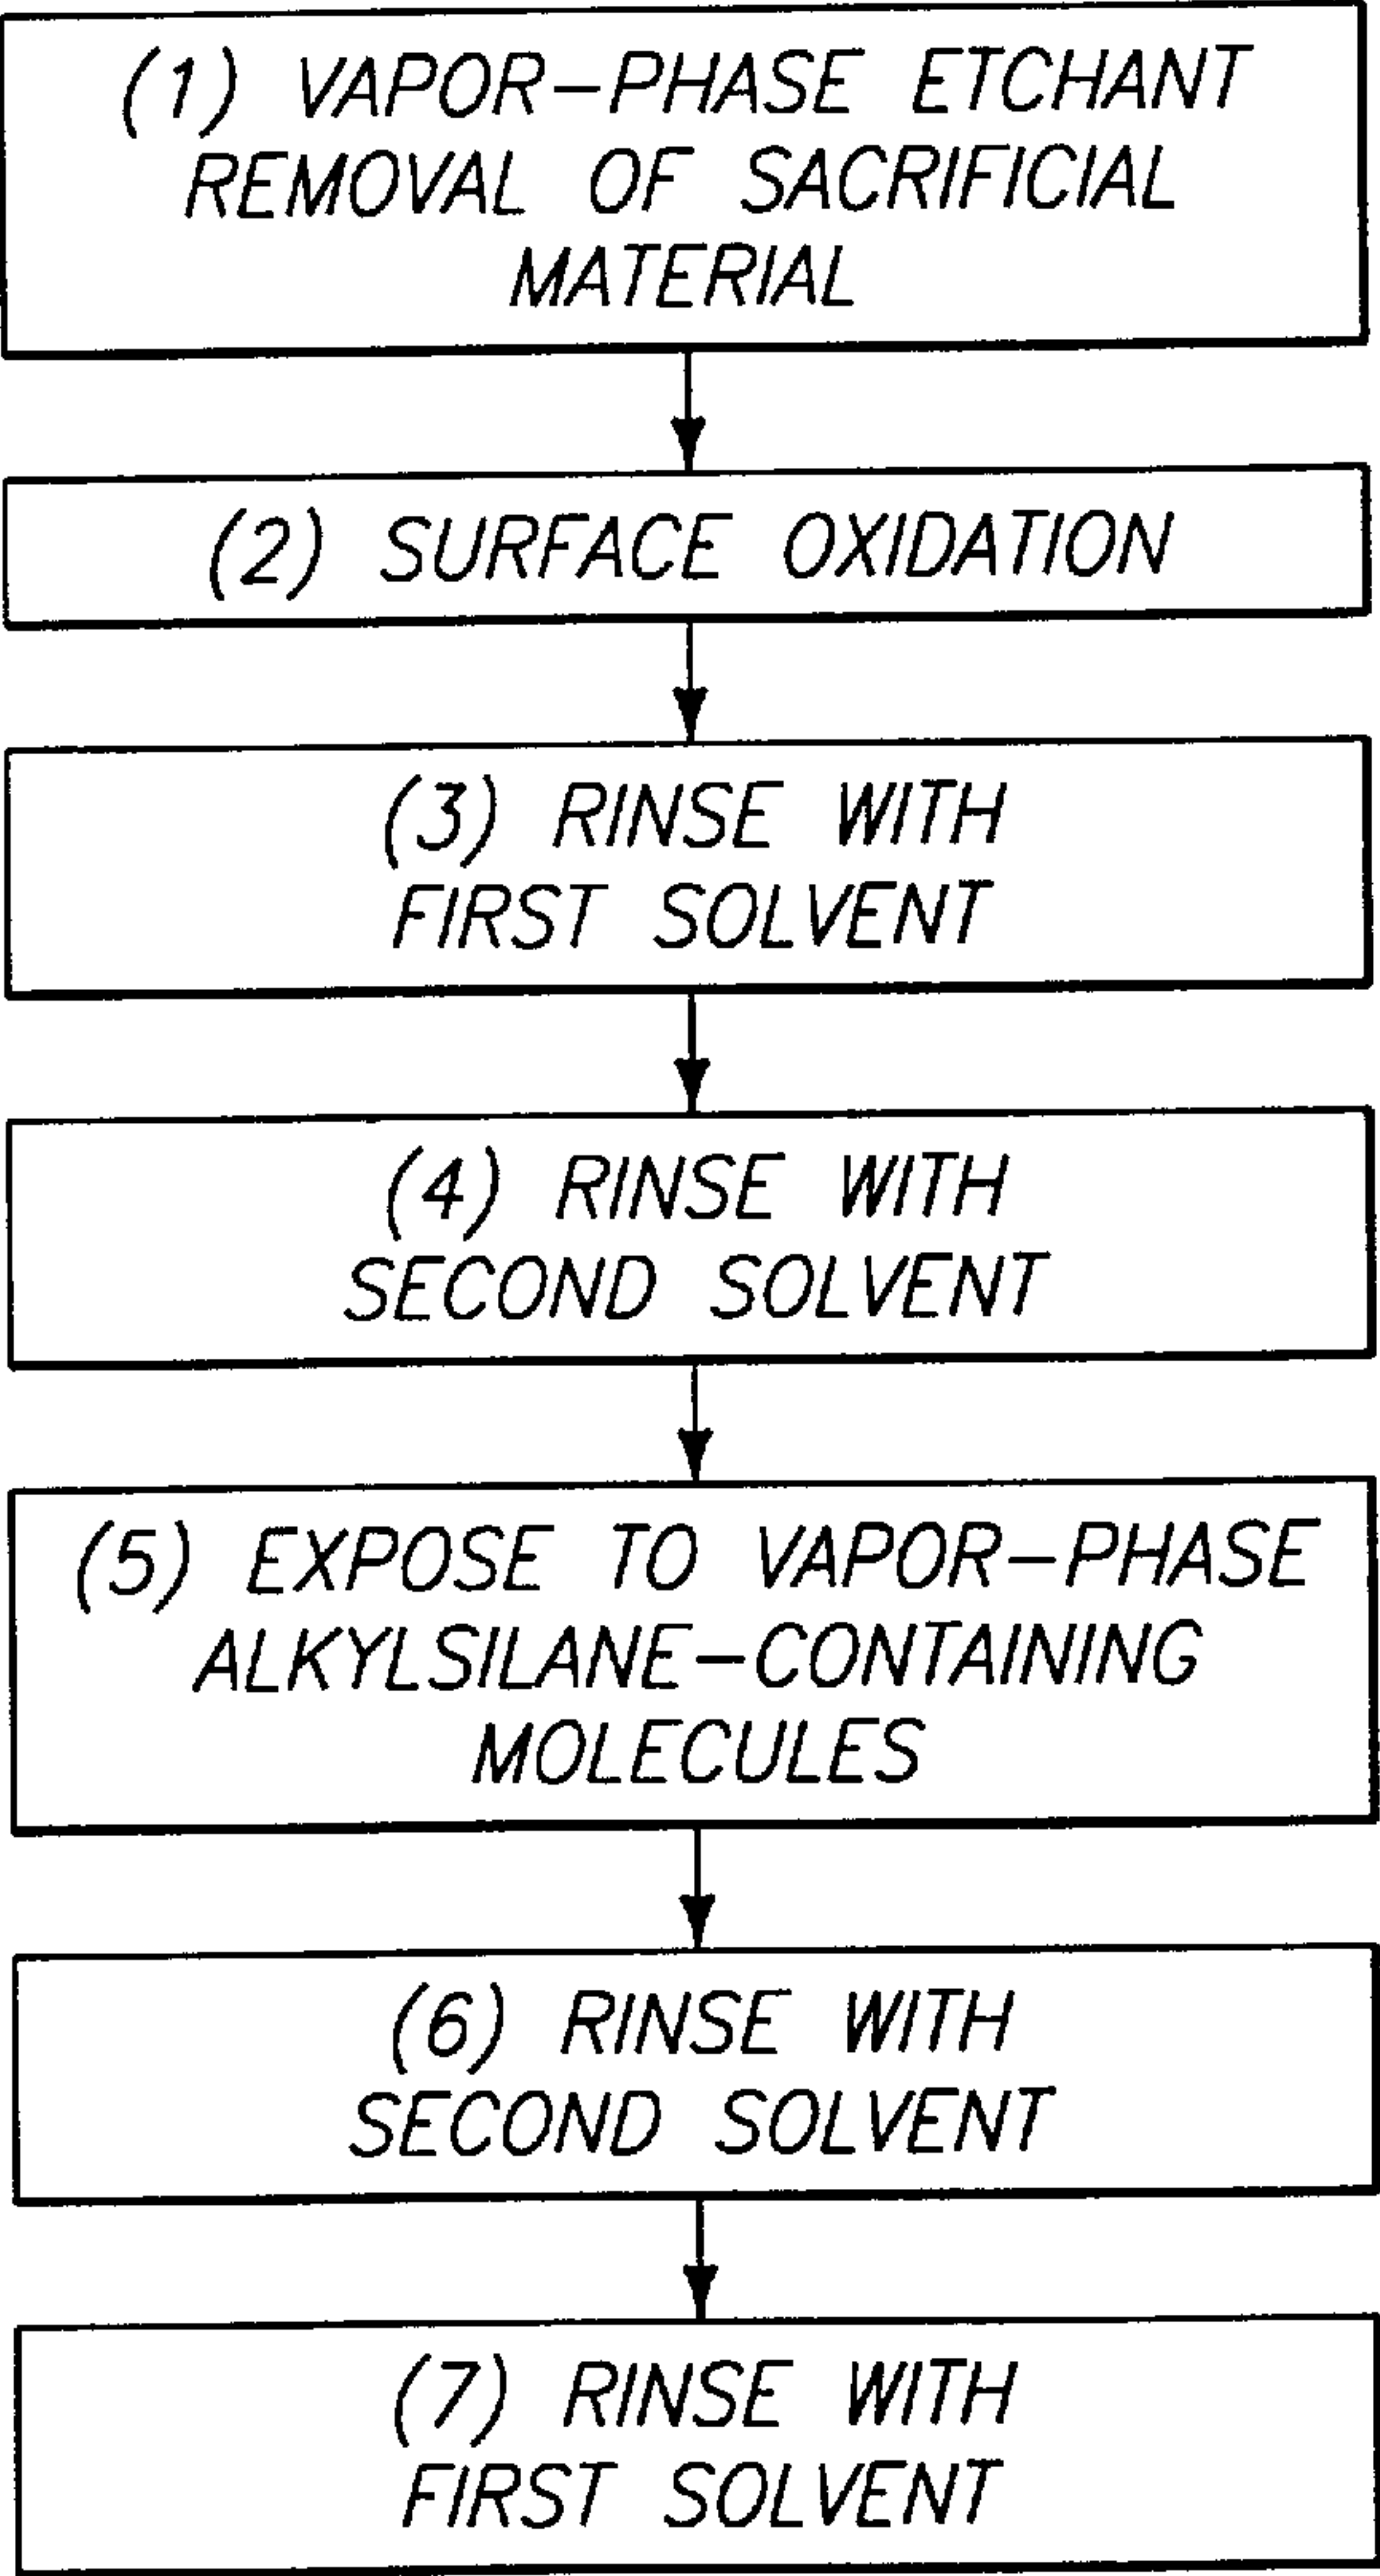 (1) VAPOR-PHASE ETCHANT
REMOVAL OF SACRIFICIAL
MATERIAL
(2) SURFACE OXIDATION
(3) RINSE WITH
FIRST SOLVENT
(4) RINSE WITH
SECOND SOLVENT
(5) EXPOSE TO VAPOR-PHASE
ALKYLSILANE-CONTAINING
MOLECULES
(6) RINSE WITH
SECOND SOLVENT
(7) RINSE WITH
FIRST SOLVENT